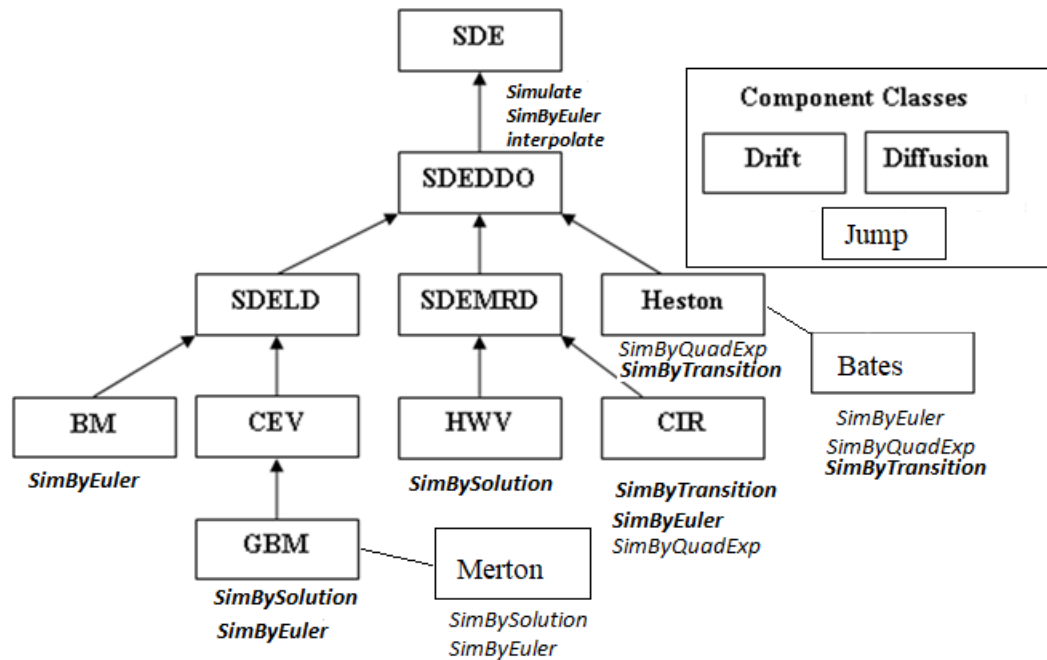 SDE
Simulate
SimByEuler
interpolate
Component Classes
Drift
Diffusion
Jump
SDEDDO
SDELD
SDEMRD
Heston
SimByQuadExp
SimByTransition
Bates
SimByEuler
SimByQuadExp
SimByTransition
BM
SimByEuler
CEV
HWV
SimBySolution
CIR
SimByTransition
SimByEuler
SimByQuadExp
GBM
SimBySolution
SimByEuler
Merton
SimBySolution
SimByEuler